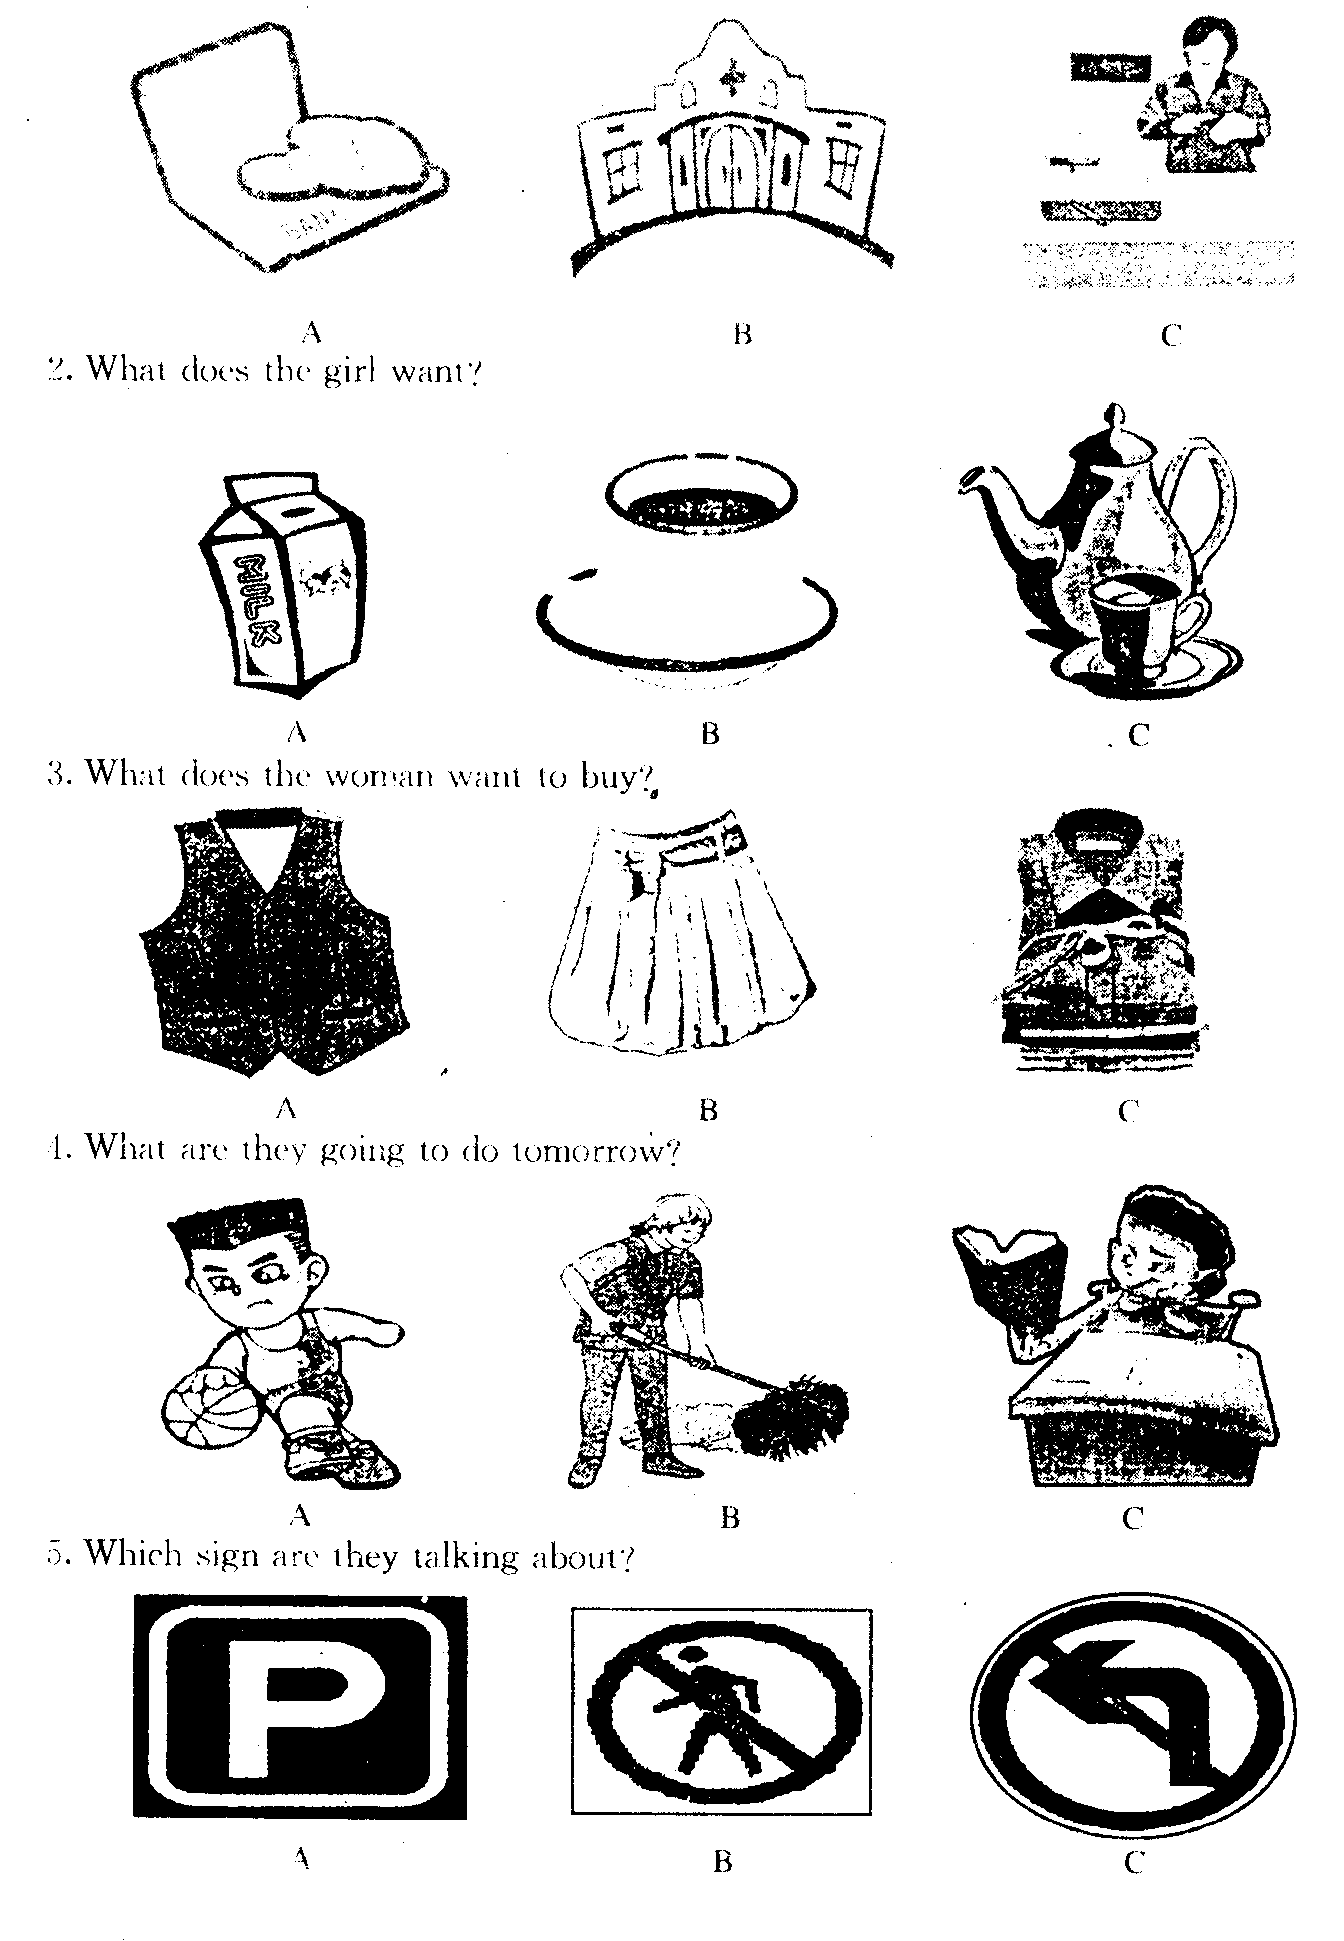 A B C
2. What does the girl want?
MILK
A B C
3. What does the woman want to buy?
A B C
4. What are they going to do tomorrow?
A B C
5. Which sign are they talking about?
P
A B C